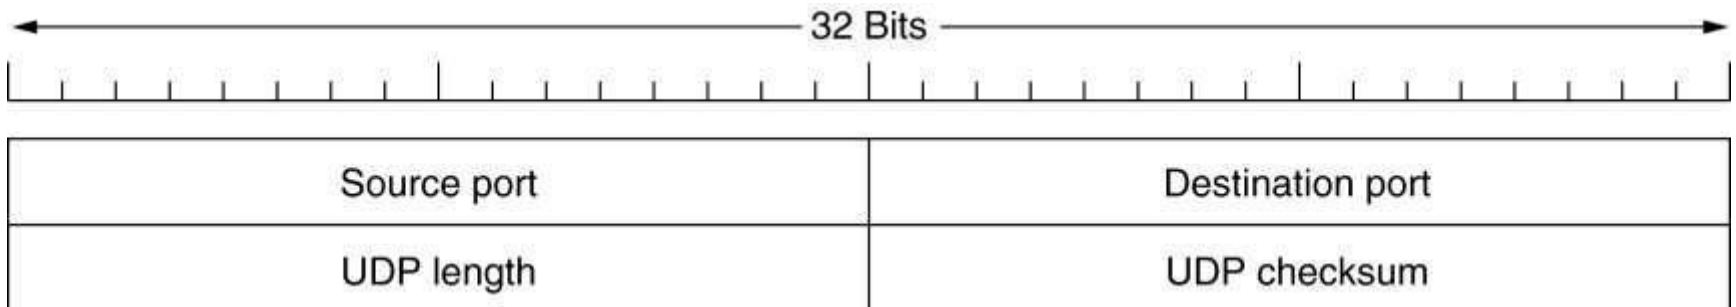 32 Bits
Source port Destination port
UDP length UDP checksum